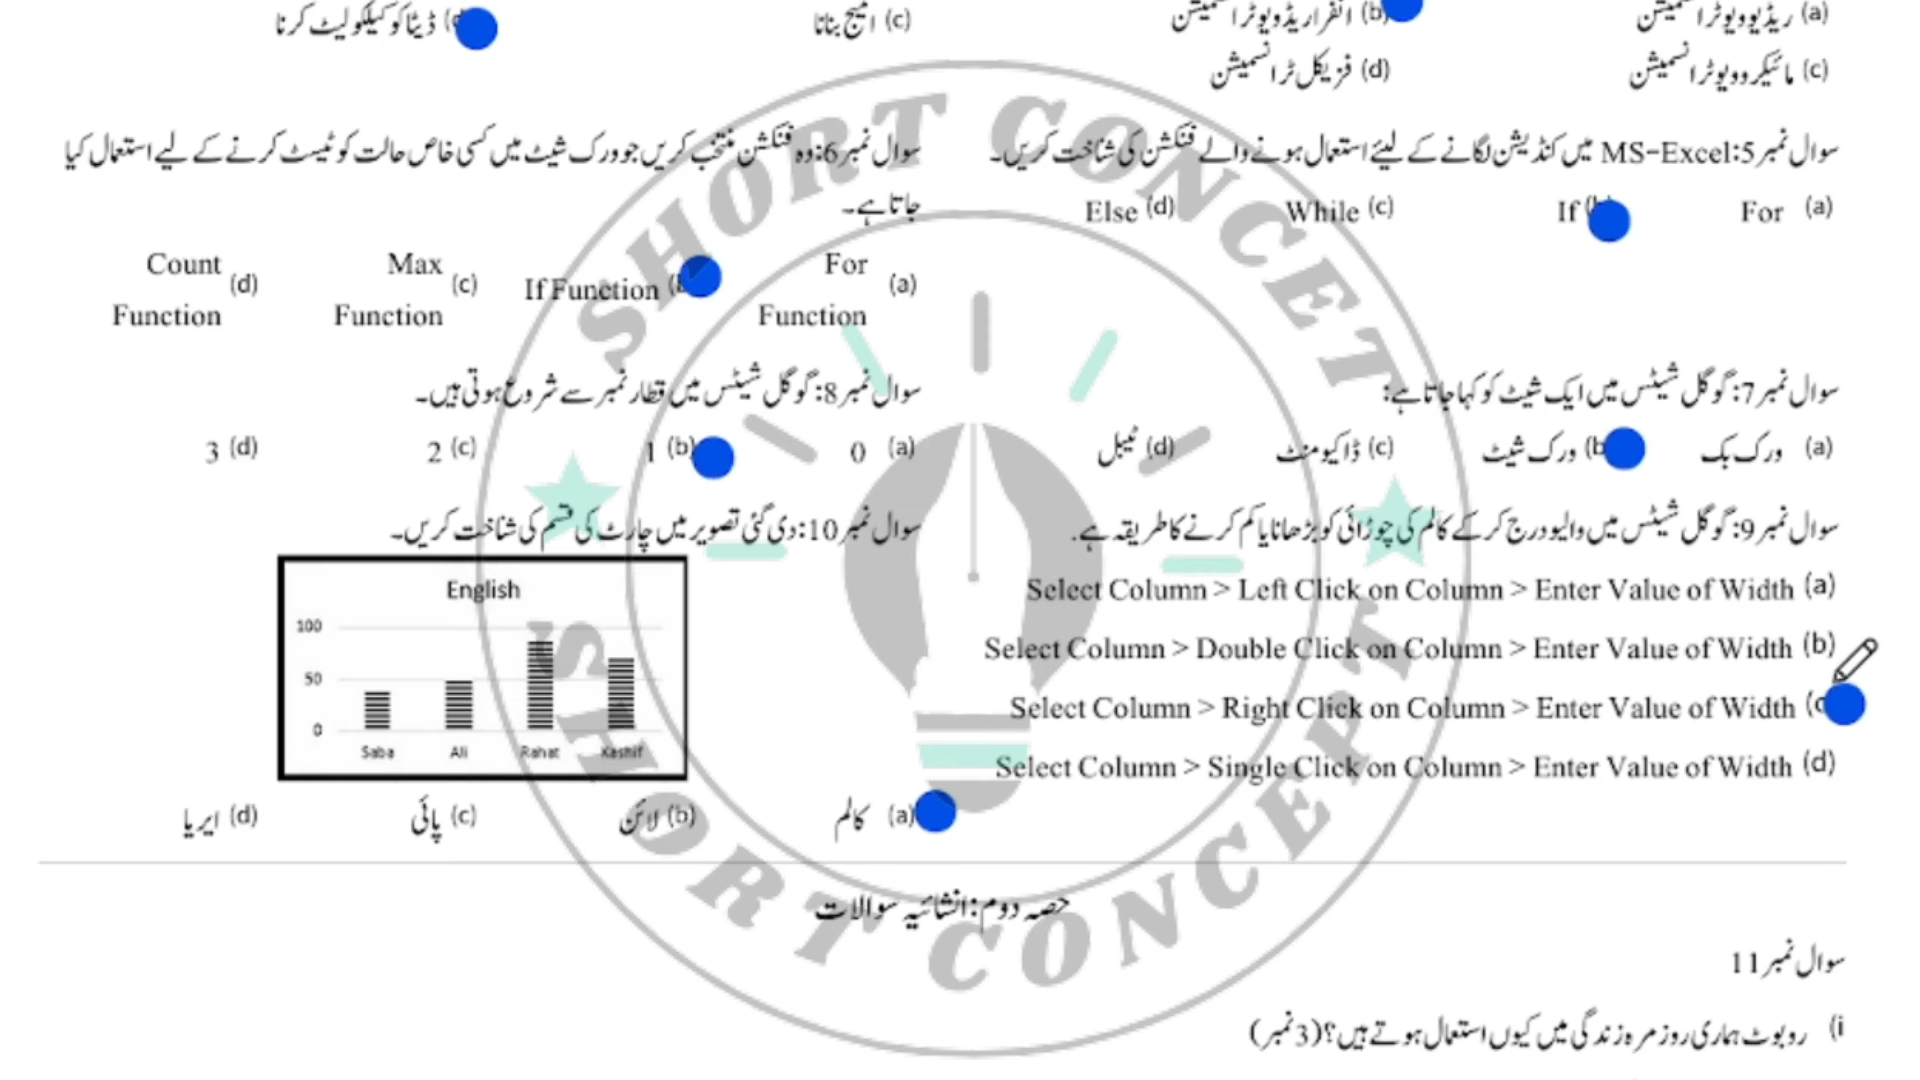 (a) ریڈیو ویوٹرانسمیشن (b) انفراریڈ ویوٹرانسمیشن
(c) مائیکرو ویوٹرانسمیشن (d) فزیکل ٹرانسمیشن
(c) امیج بنانا ڈیٹا کو کیلکولیٹ کرنا
سوال نمبر 5: MS-Excel میں کنڈیشن لگانے کے لیئے استعمال ہونے والے فنکشن کی شناخت کریں۔
(a) For If (c) While (d) Else
سوال نمبر 6: وہ فنکشن منتخب کریں جو ورک شیٹ میں کسی خاص حالت کو ٹیسٹ کرنے کے لیے استعمال کیا
جاتا ہے۔
(a) For Function If Function (c) Max Function (d) Count Function
سوال نمبر 7: گوگل شیٹس میں ایک شیٹ کو کہا جاتا ہے:
(a) ورک بک (b) ورک شیٹ (c) ڈاکیومنٹ (d) ٹیبل
سوال نمبر 8: گوگل شیٹس میں قطار نمبر سے شروع ہوتی ہیں۔
(a) 0 (b) 1 (c) 2 (d) 3
سوال نمبر 9: گوگل شیٹس میں والیو درج کر کے کالم کی چوڑائی کو بڑھانا یا کم کرنے کا طریقہ ہے.
(a) Select Column > Left Click on Column > Enter Value of Width
(b) Select Column > Double Click on Column > Enter Value of Width
(c Select Column > Right Click on Column > Enter Value of Width
(d) Select Column > Single Click on Column > Enter Value of Width
سوال نمبر 10: دی گئی تصویر میں چارٹ کی قسم کی شناخت کریں۔
English
100
50
0
Saba Ali Rahat Kashif
(a) کالم (b) لائن (c) پائی (d) ایریا
حصہ دوم: انشائیہ سوالات
سوال نمبر 11
(i روبوٹ ہماری روزمرہ زندگی میں کیوں استعمال ہوتے ہیں؟ (3 نمبر)
SHORT CONCEPT
SHORT CONCEPT